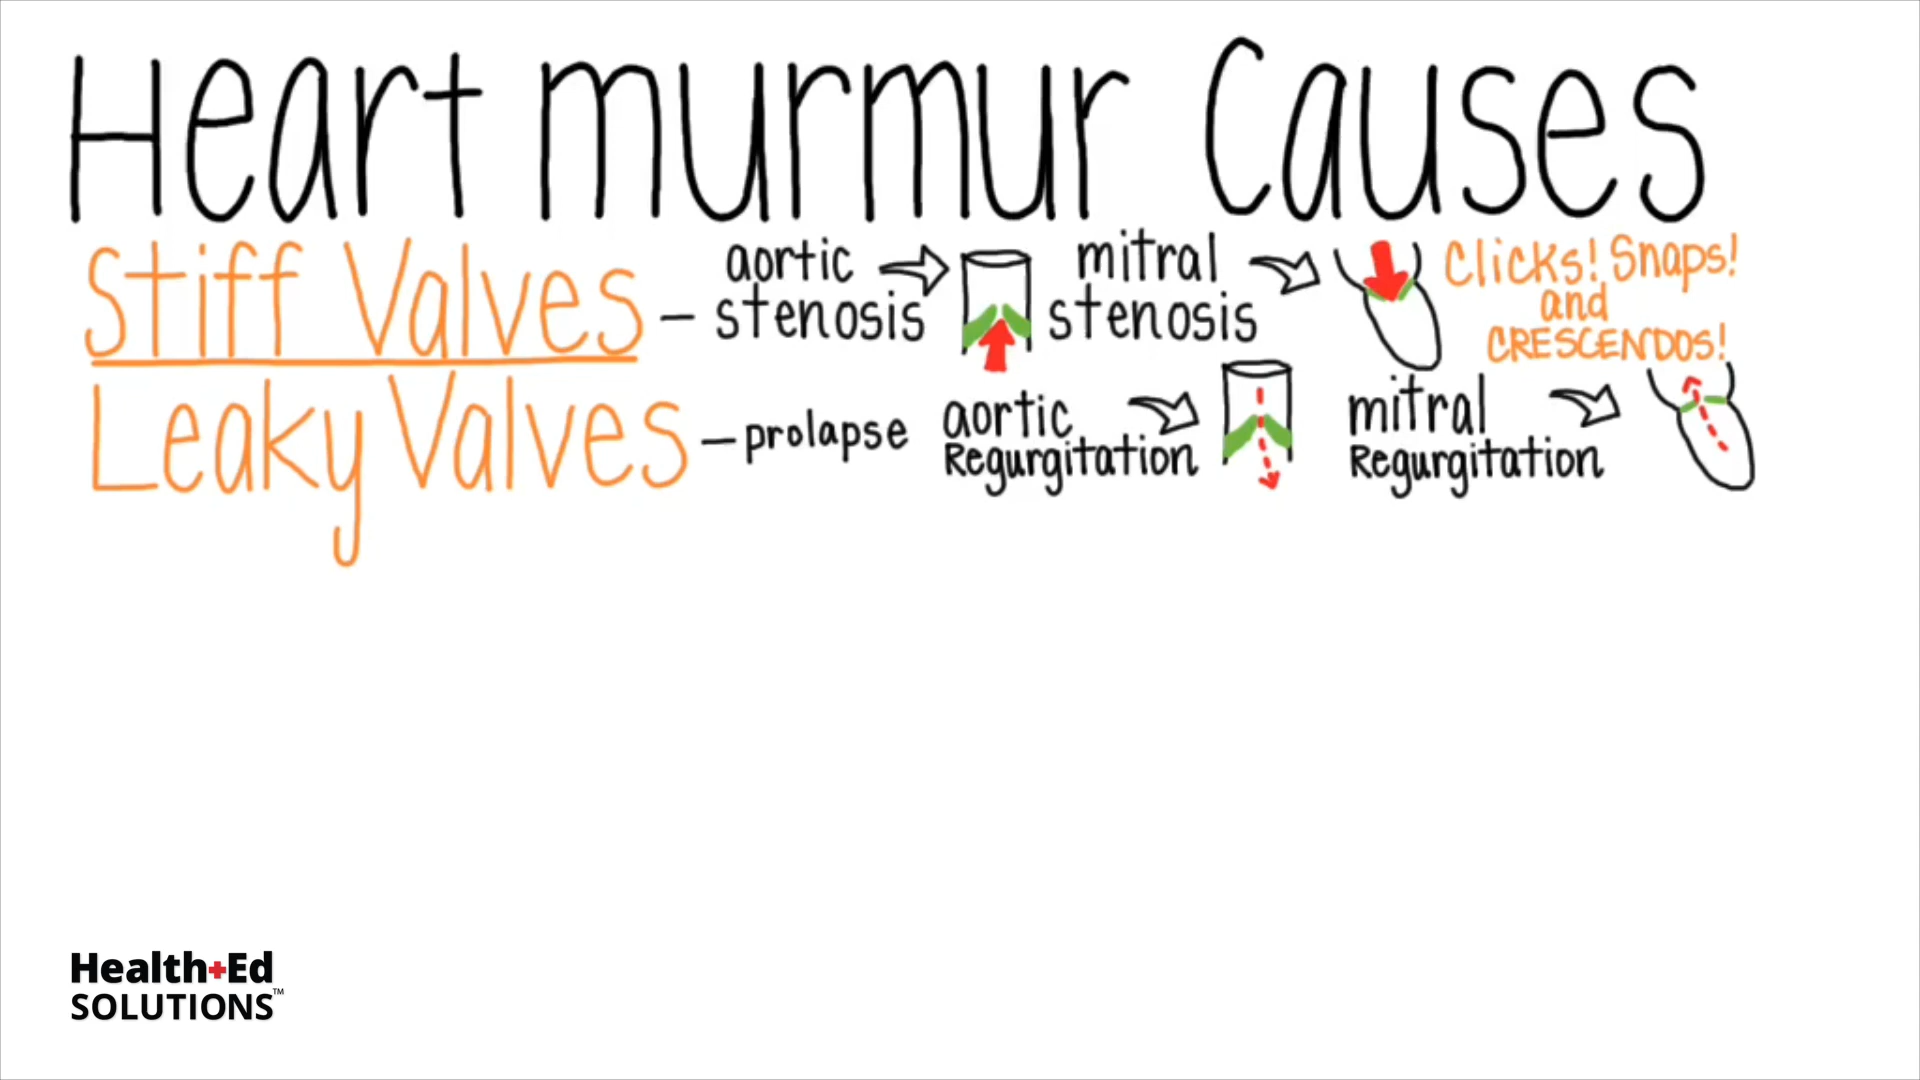 Heart murmur Causes
Stiff Valves – aortic stenosis
mitral stenosis
Clicks! Snaps!
and
CRESCENDOS!
Leaky Valves – prolapse
aortic Regurgitation
mitral Regurgitation
Health+Ed
SOLUTIONS™